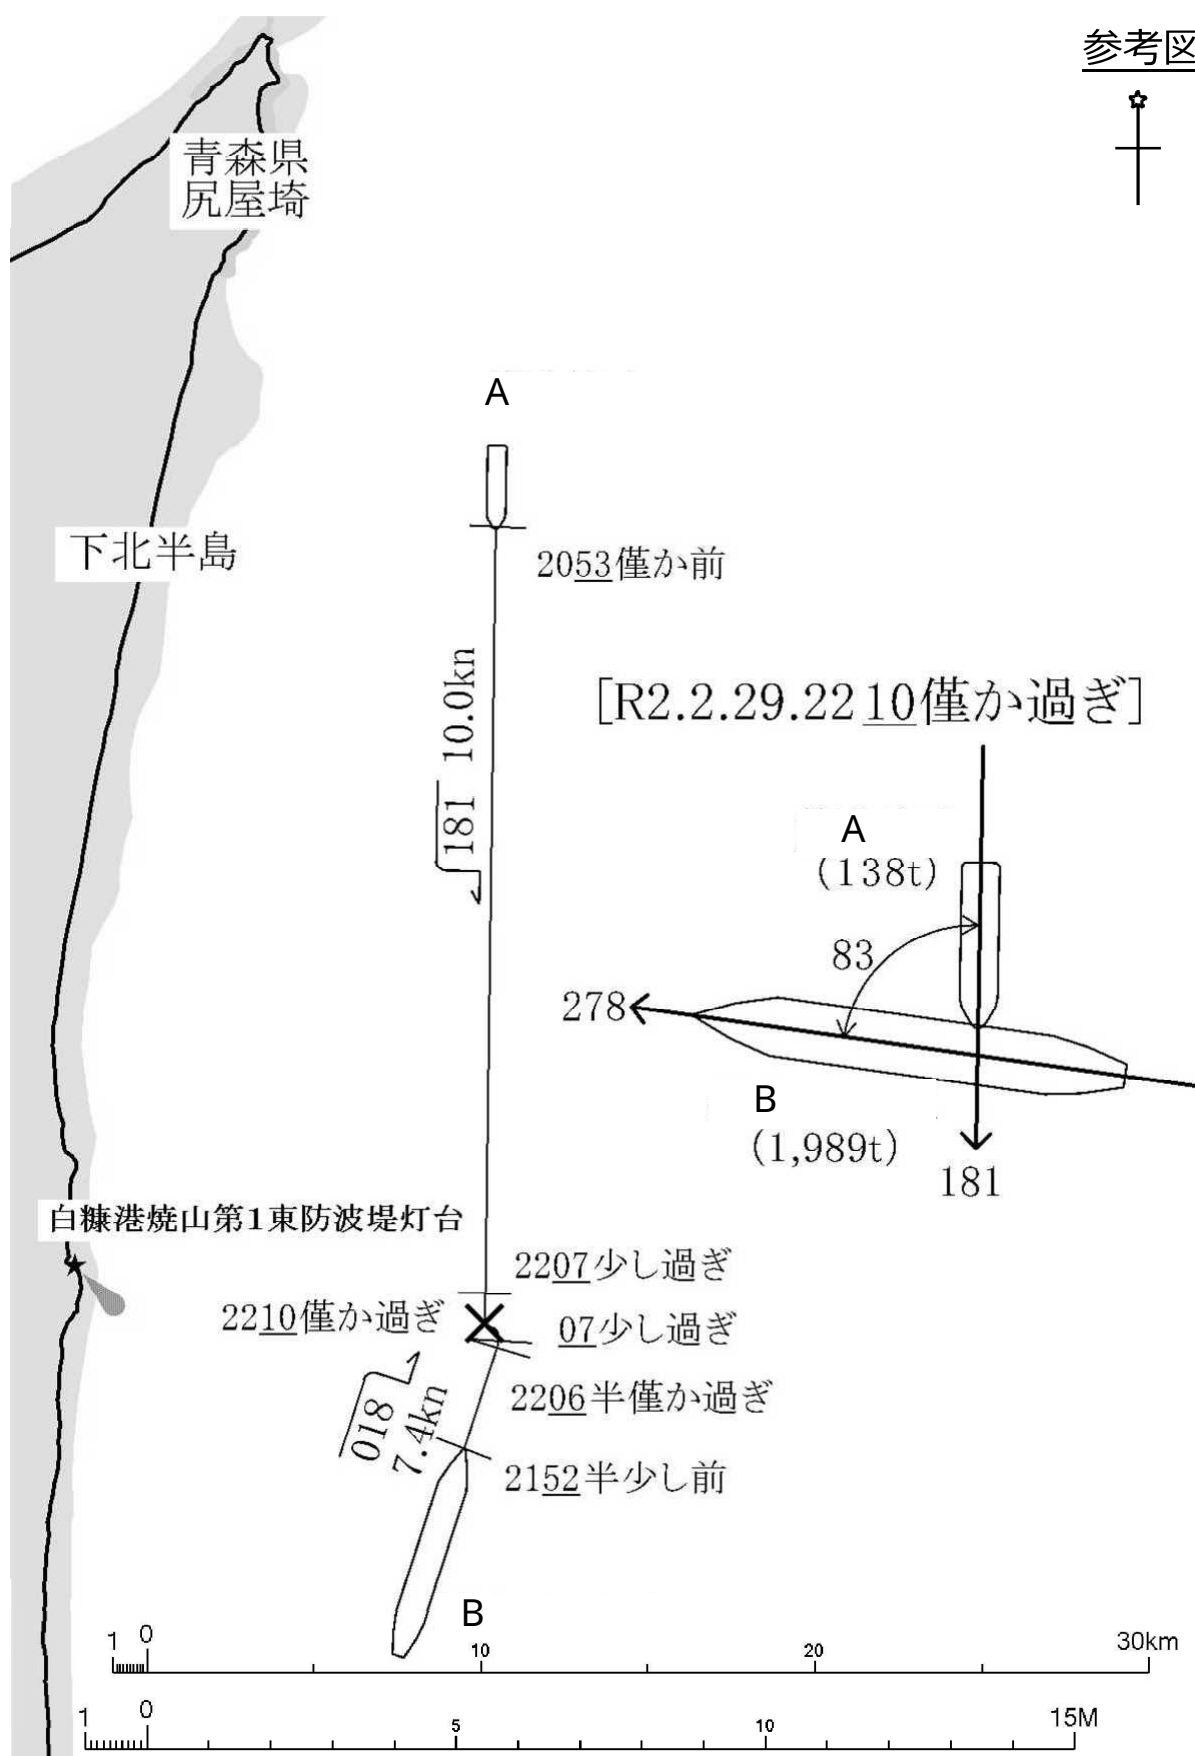 参考図
青森県
尻屋埼
A
下北半島
2053僅か前
181 10.0kn
[R2.2.29.2210僅か過ぎ]
A
(138t)
83
278
B
(1,989t)
181
白糠港焼山第1東防波堤灯台
2207少し過ぎ
2210僅か過ぎ
07少し過ぎ
018
7.4kn
2206半僅か過ぎ
2152半少し前
B
1 0 10 20 30km
1 0 5 10 15M